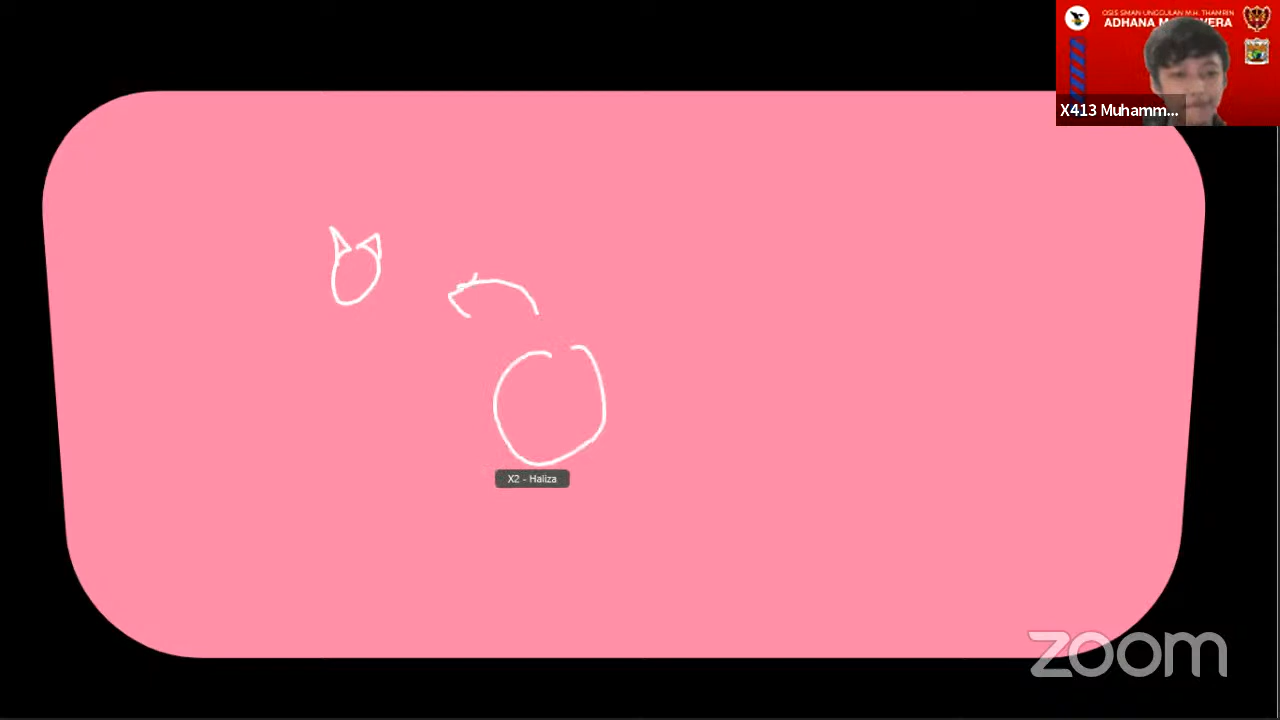 OSIS SMAN UNGGULAN M.H. THAMRIN
ADHANA M
VERA
X413 Muhamm...
X2 - Haliza
zoom